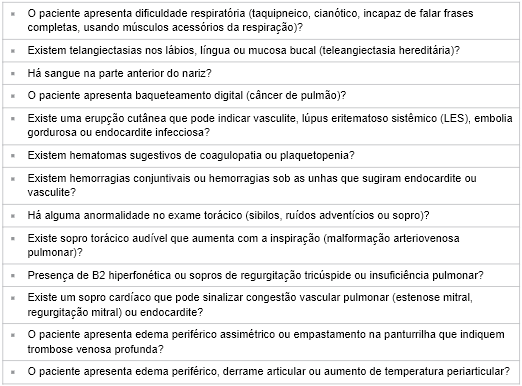 O paciente apresenta dificuldade respiratória (taquipneico, cianótico, incapaz de falar frases
completas, usando músculos acessórios da respiração)?
Existem telangiectasias nos lábios, língua ou mucosa bucal (teleangiectasia hereditária)?
Há sangue na parte anterior do nariz?
O paciente apresenta baqueteamento digital (câncer de pulmão)?
Existe uma erupção cutânea que pode indicar vasculite, lúpus eritematoso sistêmico (LES), embolia
gordurosa ou endocardite infecciosa?
Existem hematomas sugestivos de coagulopatia ou plaquetopenia?
Existem hemorragias conjuntivais ou hemorragias sob as unhas que sugiram endocardite ou
vasculite?
Há alguma anormalidade no exame torácico (sibilos, ruídos adventícios ou sopro)?
Existe sopro torácico audível que aumenta com a inspiração (malformação arteriovenosa
pulmonar)?
Presença de B2 hiperfonética ou sopros de regurgitação tricúspide ou insuficiência pulmonar?
Existe um sopro cardíaco que pode sinalizar congestão vascular pulmonar (estenose mitral,
regurgitação mitral) ou endocardite?
O paciente apresenta edema periférico assimétrico ou empastamento na panturrilha que indiquem
trombose venosa profunda?
O paciente apresenta edema periférico, derrame articular ou aumento de temperatura periarticular?